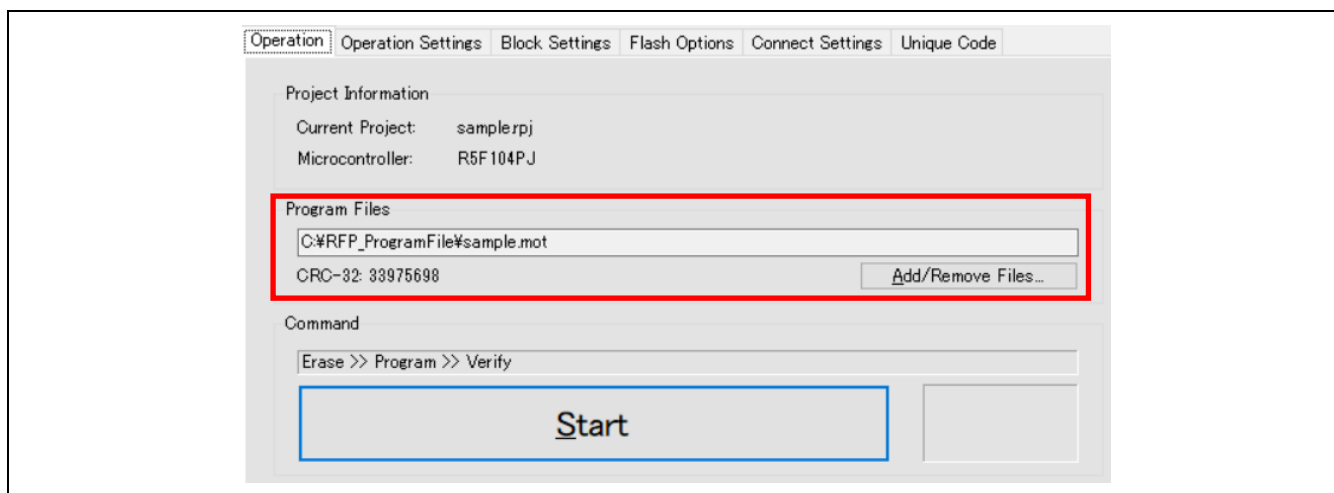 Operation Operation Settings Block Settings Flash Options Connect Settings Unique Code
Project Information
Current Project: sample.rpj
Microcontroller: R5F104PJ
Program Files
C:¥RFP_ProgramFile¥sample.mot
CRC-32: 33975698 Add/Remove Files...
Command
Erase >> Program >> Verify
Start